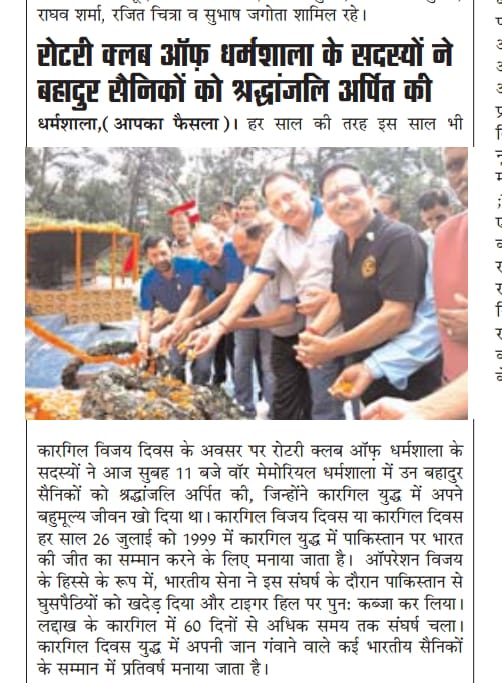 राघव शर्मा, रजित चित्रा व सुभाष जगोता शामिल रहे।
रोटरी क्लब ऑफ़ धर्मशाला के सदस्यों ने
बहादुर सैनिकों को श्रद्धांजलि अर्पित की
धर्मशाला,( आपका फैसला)। हर साल की तरह इस साल भी
कारगिल विजय दिवस के अवसर पर रोटरी क्लब ऑफ़ धर्मशाला के
सदस्यों ने आज सुबह 11 बजे वॉर मेमोरियल धर्मशाला में उन बहादुर
सैनिकों को श्रद्धांजलि अर्पित की, जिन्होंने कारगिल युद्ध में अपने
बहुमूल्य जीवन खो दिया था। कारगिल विजय दिवस या कारगिल दिवस
हर साल 26 जुलाई को 1999 में कारगिल युद्ध में पाकिस्तान पर भारत
की जीत का सम्मान करने के लिए मनाया जाता है। ऑपरेशन विजय
के हिस्से के रूप में, भारतीय सेना ने इस संघर्ष के दौरान पाकिस्तान से
घुसपैठियों को खदेड़ दिया और टाइगर हिल पर पुन: कब्जा कर लिया।
लद्दाख के कारगिल में 60 दिनों से अधिक समय तक संघर्ष चला।
कारगिल दिवस युद्ध में अपनी जान गंवाने वाले कई भारतीय सैनिकों
के सम्मान में प्रतिवर्ष मनाया जाता है।